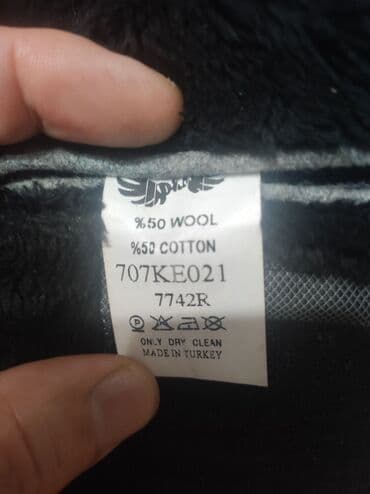 %50 WOOL
%50 COTTON
707KE021
7742R
P
ONLY DRY CLEAN
MADE IN TURKEY